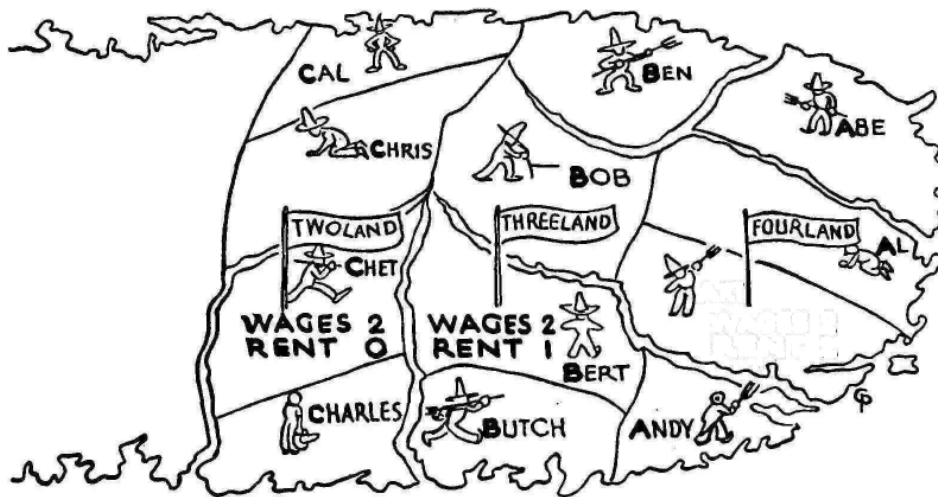 CAL
BEN
ABE
CHRIS
BOB
TWOLAND
THREELAND
FOURLAND
AL
CHET
WAGES 2
RENT 0
WAGES 2
RENT 1
BERT
CHARLES
BUTCH
ANDY